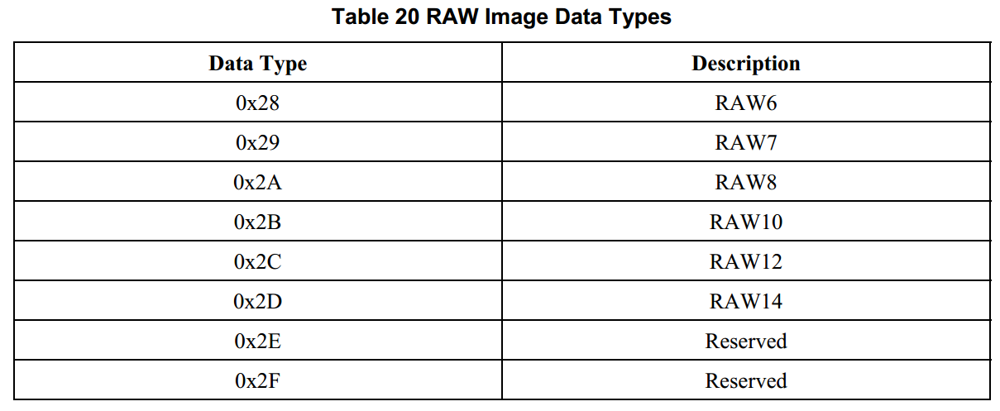 Table 20 RAW Image Data Types
Data Type Description
0x28 RAW6
0x29 RAW7
0x2A RAW8
0x2B RAW10
0x2C RAW12
0x2D RAW14
0x2E Reserved
0x2F Reserved